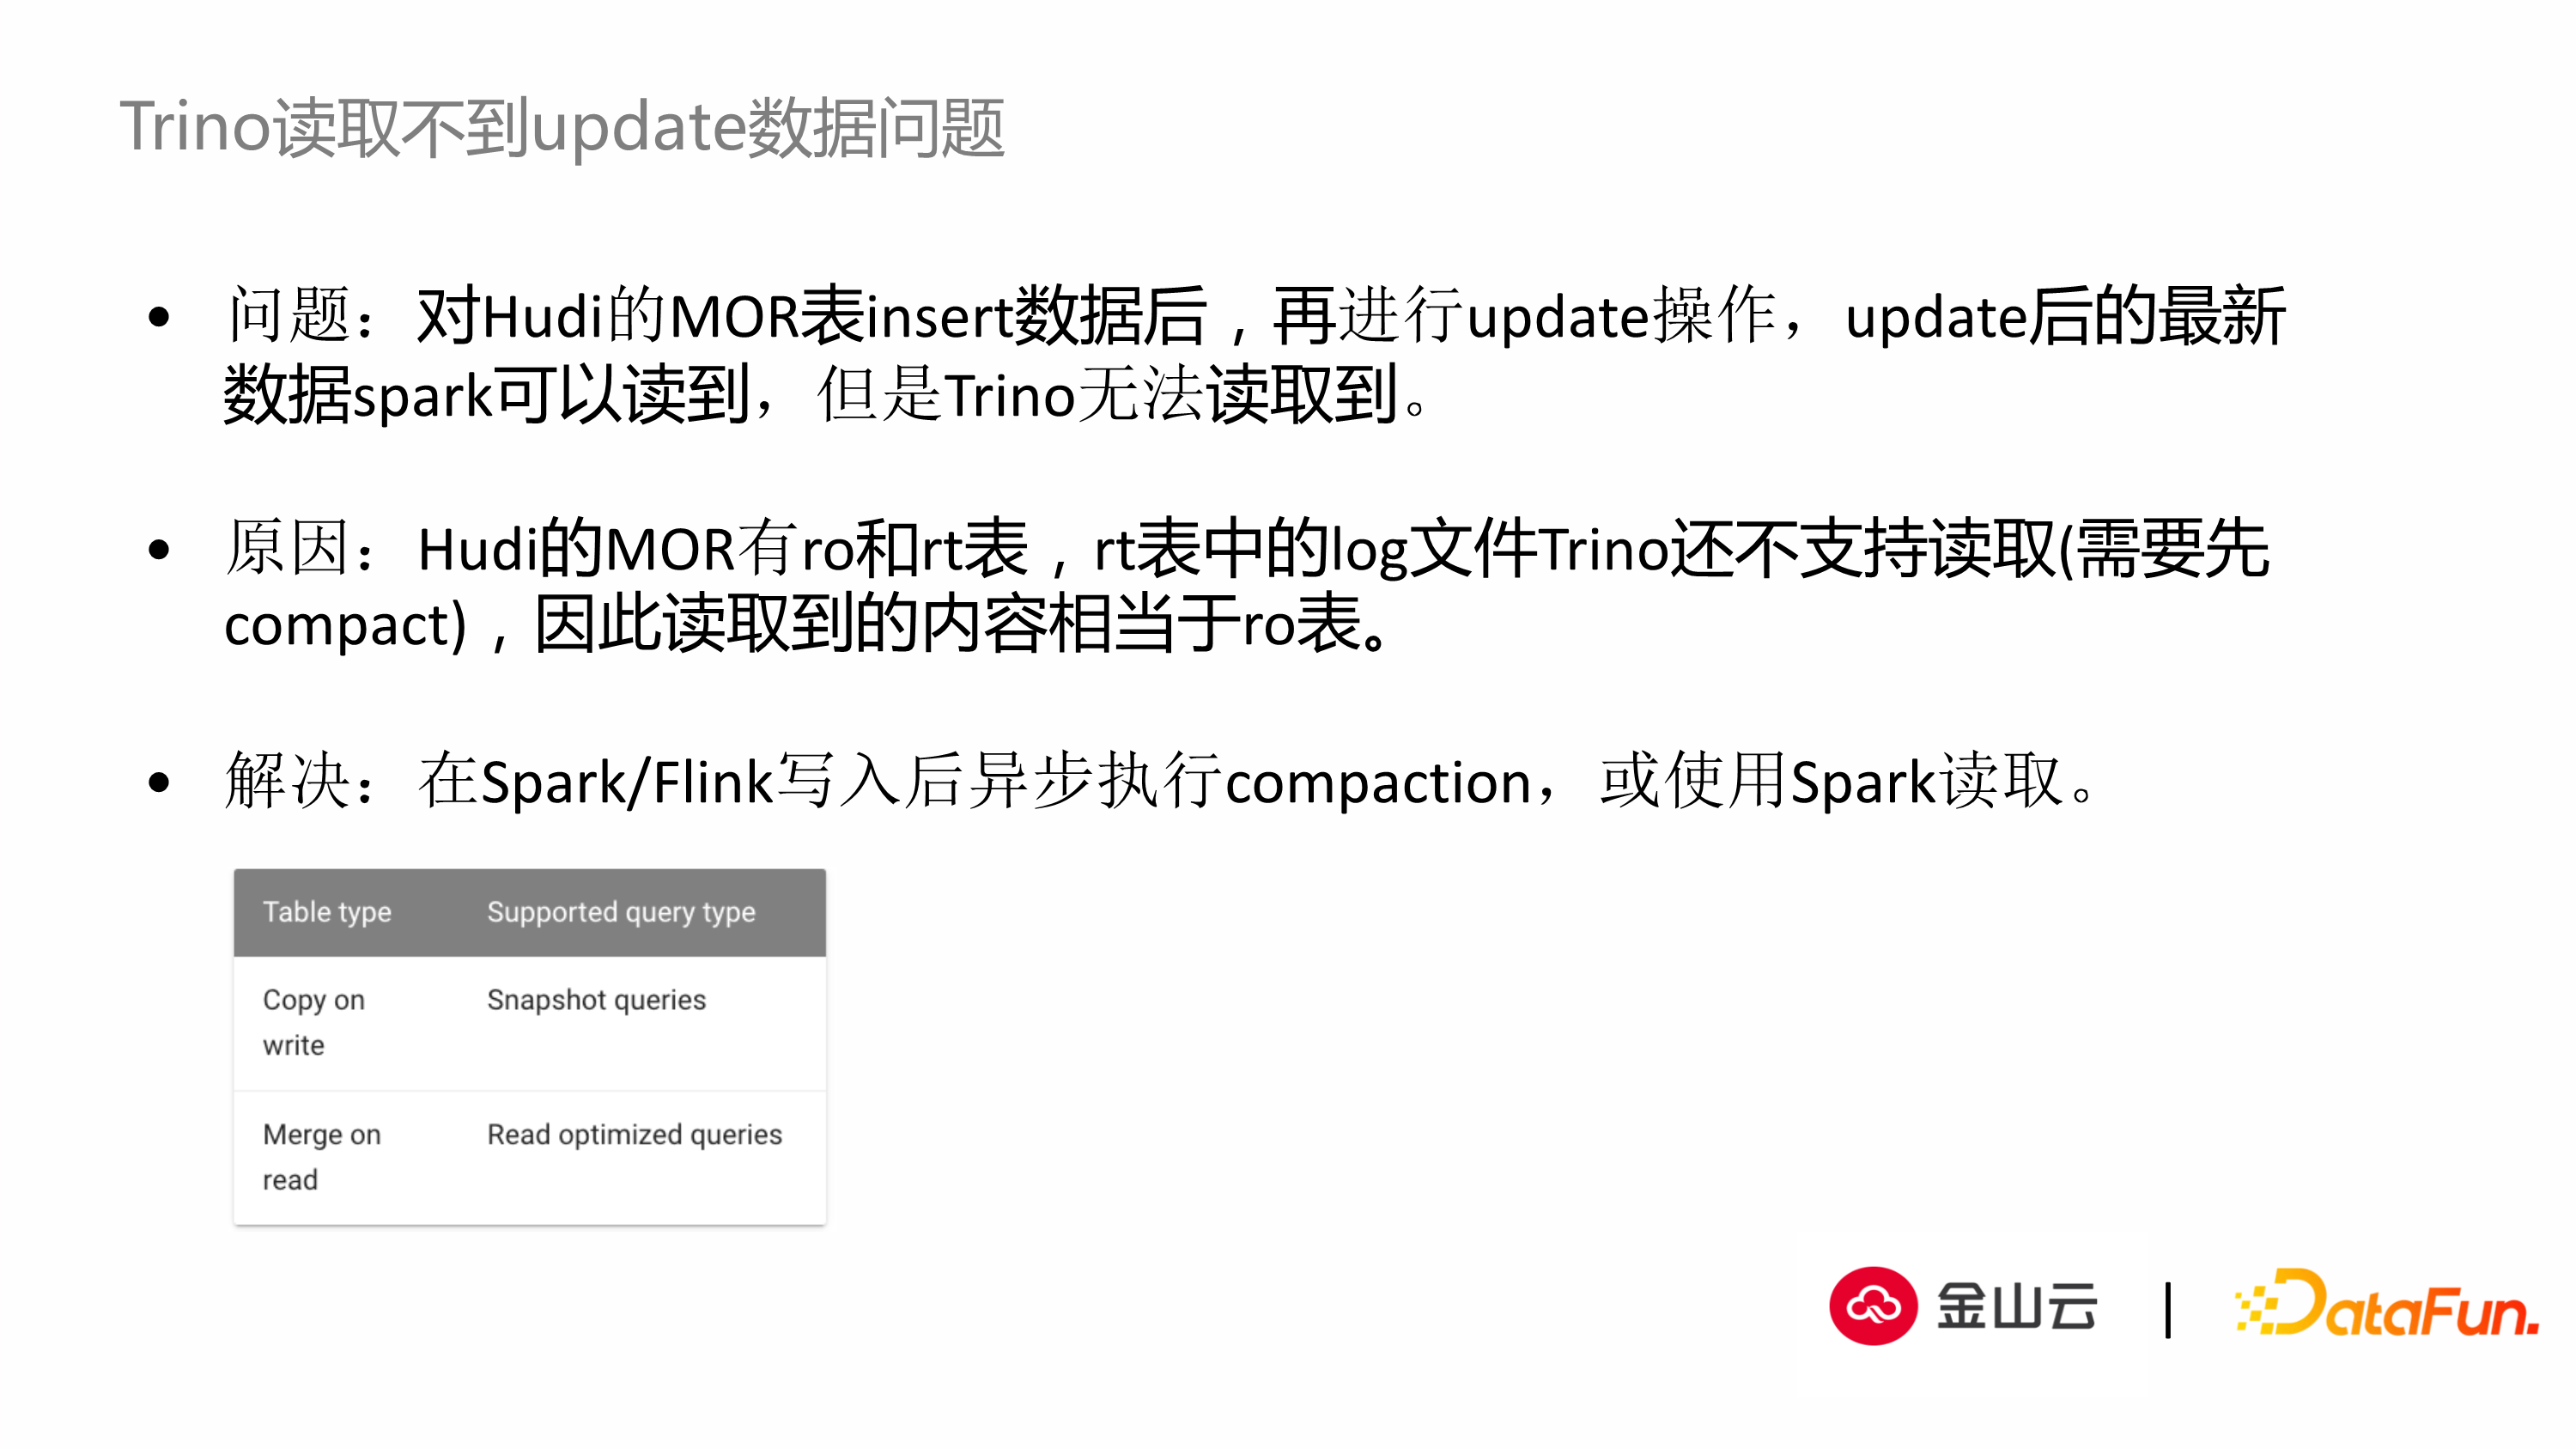 Trino读取不到update数据问题
• 问题：对Hudi的MOR表insert数据后，再进行update操作，update后的最新
数据spark可以读到，但是Trino无法读取到。
• 原因：Hudi的MOR有ro和rt表，rt表中的log文件Trino还不支持读取(需要先
compact)，因此读取到的内容相当于ro表。
• 解决：在Spark/Flink写入后异步执行compaction，或使用Spark读取。
Table type Supported query type
Copy on Snapshot queries
write
Merge on Read optimized queries
read
金山云 | DataFun.